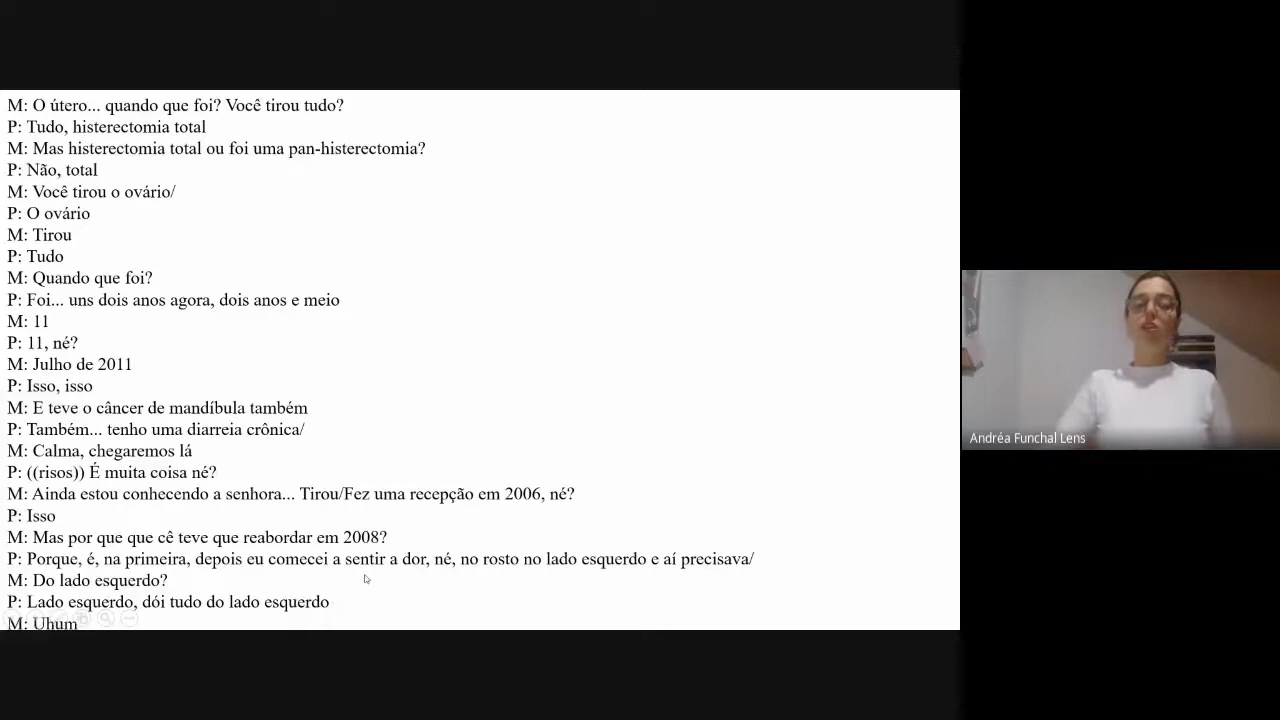 M: O útero... quando que foi? Você tirou tudo?
P: Tudo, histerectomia total
M: Mas histerectomia total ou foi uma pan-histerectomia?
P: Não, total
M: Você tirou o ovário/
P: O ovário
M: Tirou
P: Tudo
M: Quando que foi?
P: Foi... uns dois anos agora, dois anos e meio
M: 11
P: 11, né?
M: Julho de 2011
P: Isso, isso
M: E teve o câncer de mandíbula também
P: Também... tenho uma diarreia crônica/
M: Calma, chegaremos lá
P: ((risos)) É muita coisa né?
M: Ainda estou conhecendo a senhora... Tirou/Fez uma recepção em 2006, né?
P: Isso
M: Mas por que que cê teve que reabordar em 2008?
P: Porque, é, na primeira, depois eu comecei a sentir a dor, né, no rosto no lado esquerdo e aí precisava/
M: Do lado esquerdo?
P: Lado esquerdo, dói tudo do lado esquerdo
M: Uhum
Andréa Funchal Lens